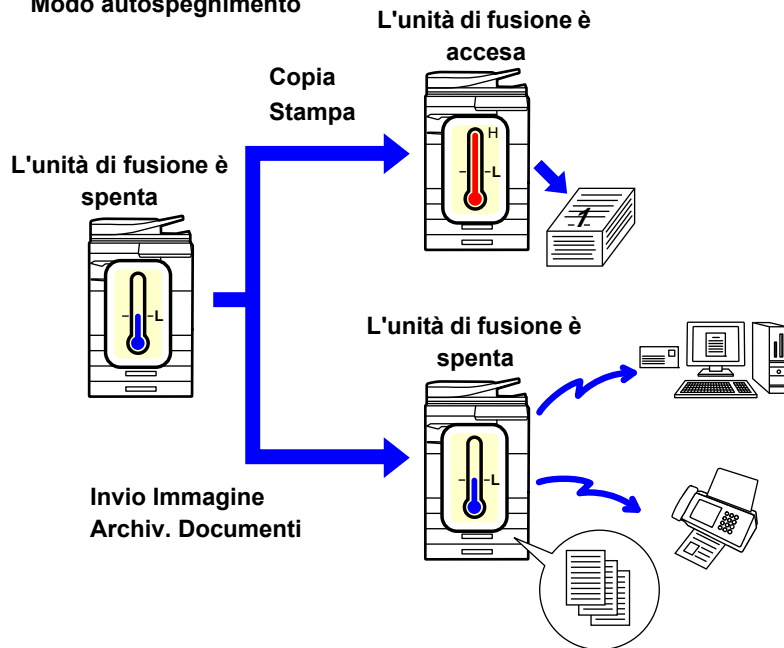 Modo autospegnimento
L'unità di fusione è
accesa
Copia
Stampa
H
L
L'unità di fusione è
spenta
L
1
L'unità di fusione è
spenta
L
Invio Immagine
Archiv. Documenti